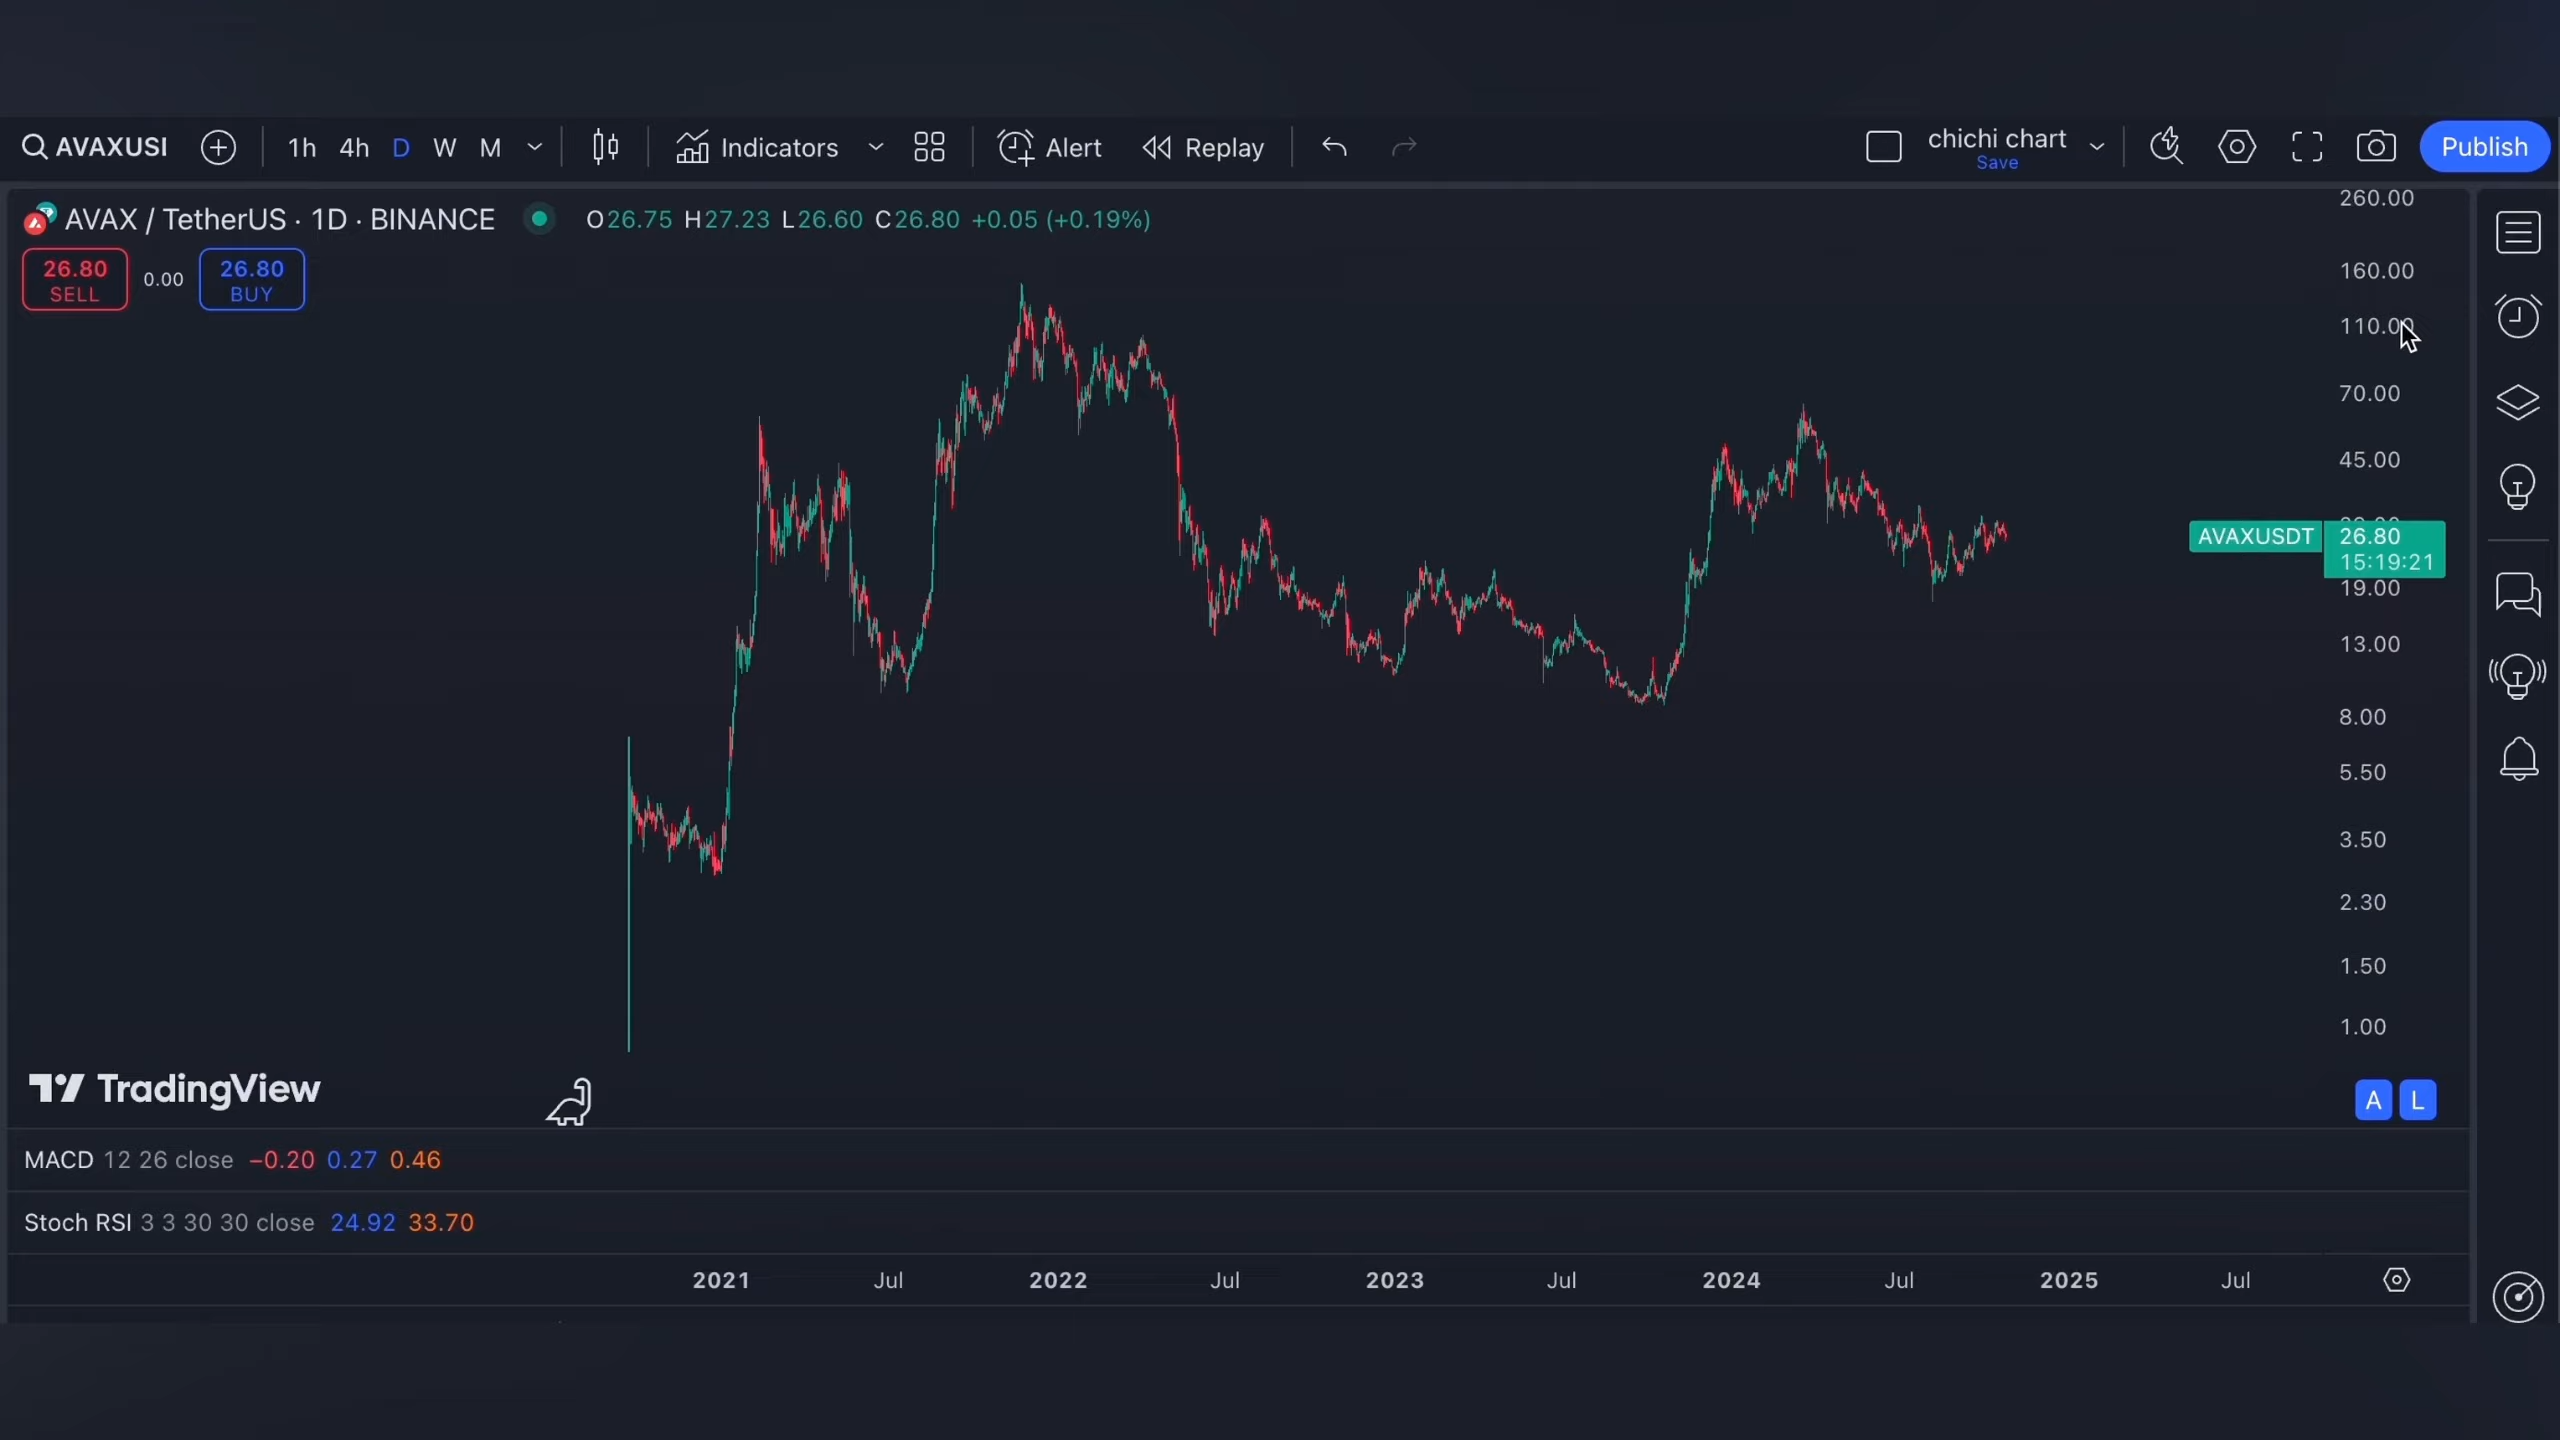 AVAXUSI 1h 4h D W M Indicators Alert Replay chichi chart Save Publish
AVAX / TetherUS · 1D · BINANCE O26.75 H27.23 L26.60 C26.80 +0.05 (+0.19%)
26.80 SELL 0.00 26.80 BUY
260.00
160.00
110.00
70.00
45.00
AVAXUSDT 26.80
15:19:21
19.00
13.00
8.00
5.50
3.50
2.30
1.50
1.00
TradingView
A L
MACD 12 26 close −0.20 0.27 0.46
Stoch RSI 3 3 30 30 close 24.92 33.70
2021 Jul 2022 Jul 2023 Jul 2024 Jul 2025 Jul